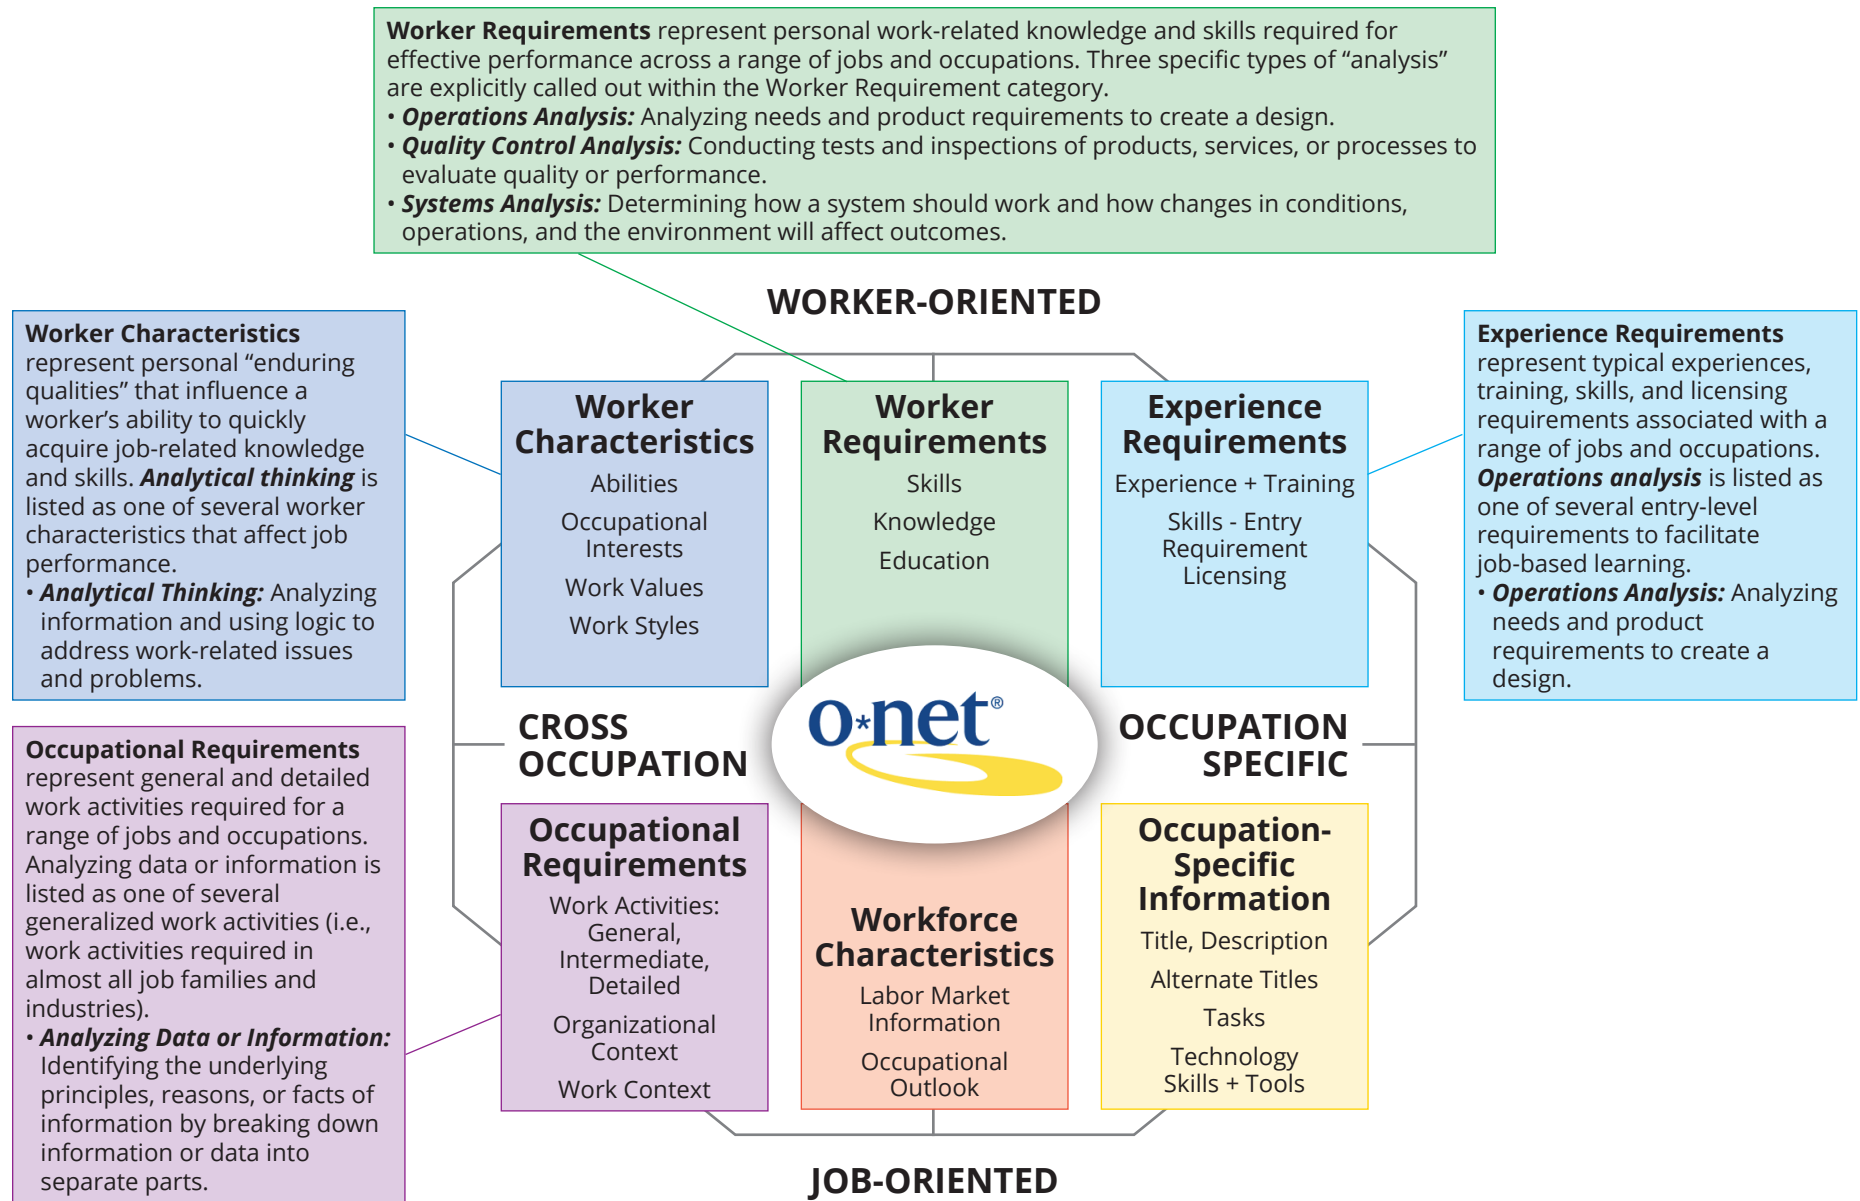 Worker Requirements represent personal work-related knowledge and skills required for
effective performance across a range of jobs and occupations. Three specific types of “analysis”
are explicitly called out within the Worker Requirement category.
• Operations Analysis: Analyzing needs and product requirements to create a design.
• Quality Control Analysis: Conducting tests and inspections of products, services, or processes to
evaluate quality or performance.
• Systems Analysis: Determining how a system should work and how changes in conditions,
operations, and the environment will affect outcomes.
WORKER-ORIENTED
Worker Characteristics
represent personal “enduring
qualities” that influence a
worker’s ability to quickly
acquire job-related knowledge
and skills. Analytical thinking is
listed as one of several worker
characteristics that affect job
performance.
• Analytical Thinking: Analyzing
information and using logic to
address work-related issues
and problems.
Worker
Characteristics
Abilities
Occupational
Interests
Work Values
Work Styles
Worker
Requirements
Skills
Knowledge
Education
Experience
Requirements
Experience + Training
Skills - Entry
Requirement
Licensing
Experience Requirements
represent typical experiences,
training, skills, and licensing
requirements associated with a
range of jobs and occupations.
Operations analysis is listed as
one of several entry-level
requirements to facilitate
job-based learning.
• Operations Analysis: Analyzing
needs and product
requirements to create a
design.
CROSS
OCCUPATION
o*net®
OCCUPATION
SPECIFIC
Occupational Requirements
represent general and detailed
work activities required for a
range of jobs and occupations.
Analyzing data or information is
listed as one of several
generalized work activities (i.e.,
work activities required in
almost all job families and
industries).
• Analyzing Data or Information:
Identifying the underlying
principles, reasons, or facts of
information by breaking down
information or data into
separate parts.
Occupational
Requirements
Work Activities:
General,
Intermediate,
Detailed
Organizational
Context
Work Context
Workforce
Characteristics
Labor Market
Information
Occupational
Outlook
Occupation-
Specific
Information
Title, Description
Alternate Titles
Tasks
Technology
Skills + Tools
JOB-ORIENTED